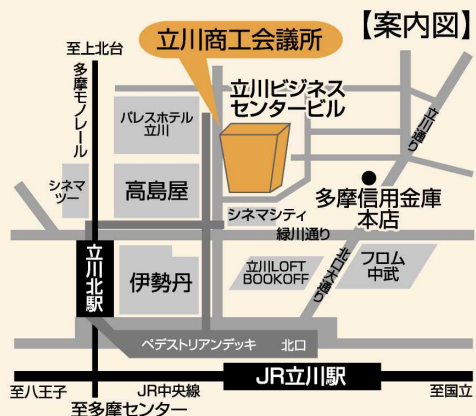 【案内図】
立川商工会議所
至上北台
多摩モノレール
立川ビジネス
センタービル
パレスホテル
立川
立川通り
シネマ
ツー
高島屋
多摩信用金庫
本店
シネマシティ
緑川通り
立川北駅
伊勢丹
立川LOFT
BOOKOFF
北口大通り
フロム
中武
ペデストリアンデッキ
北口
至八王子
JR中央線
JR立川駅
至国立
至多摩センター